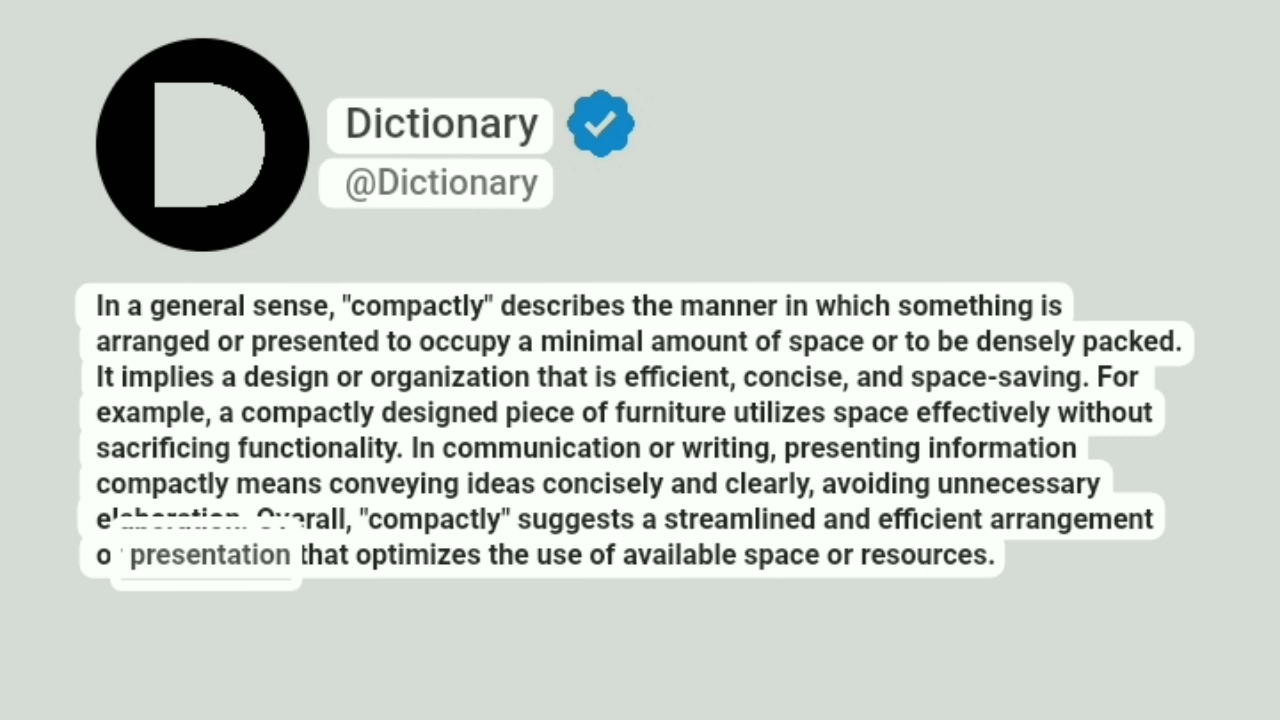 D
Dictionary
@Dictionary
In a general sense, "compactly" describes the manner in which something is
arranged or presented to occupy a minimal amount of space or to be densely packed.
It implies a design or organization that is efficient, concise, and space-saving. For
example, a compactly designed piece of furniture utilizes space effectively without
sacrificing functionality. In communication or writing, presenting information
compactly means conveying ideas concisely and clearly, avoiding unnecessary
elaboration. Overall, "compactly" suggests a streamlined and efficient arrangement
or presentation that optimizes the use of available space or resources.